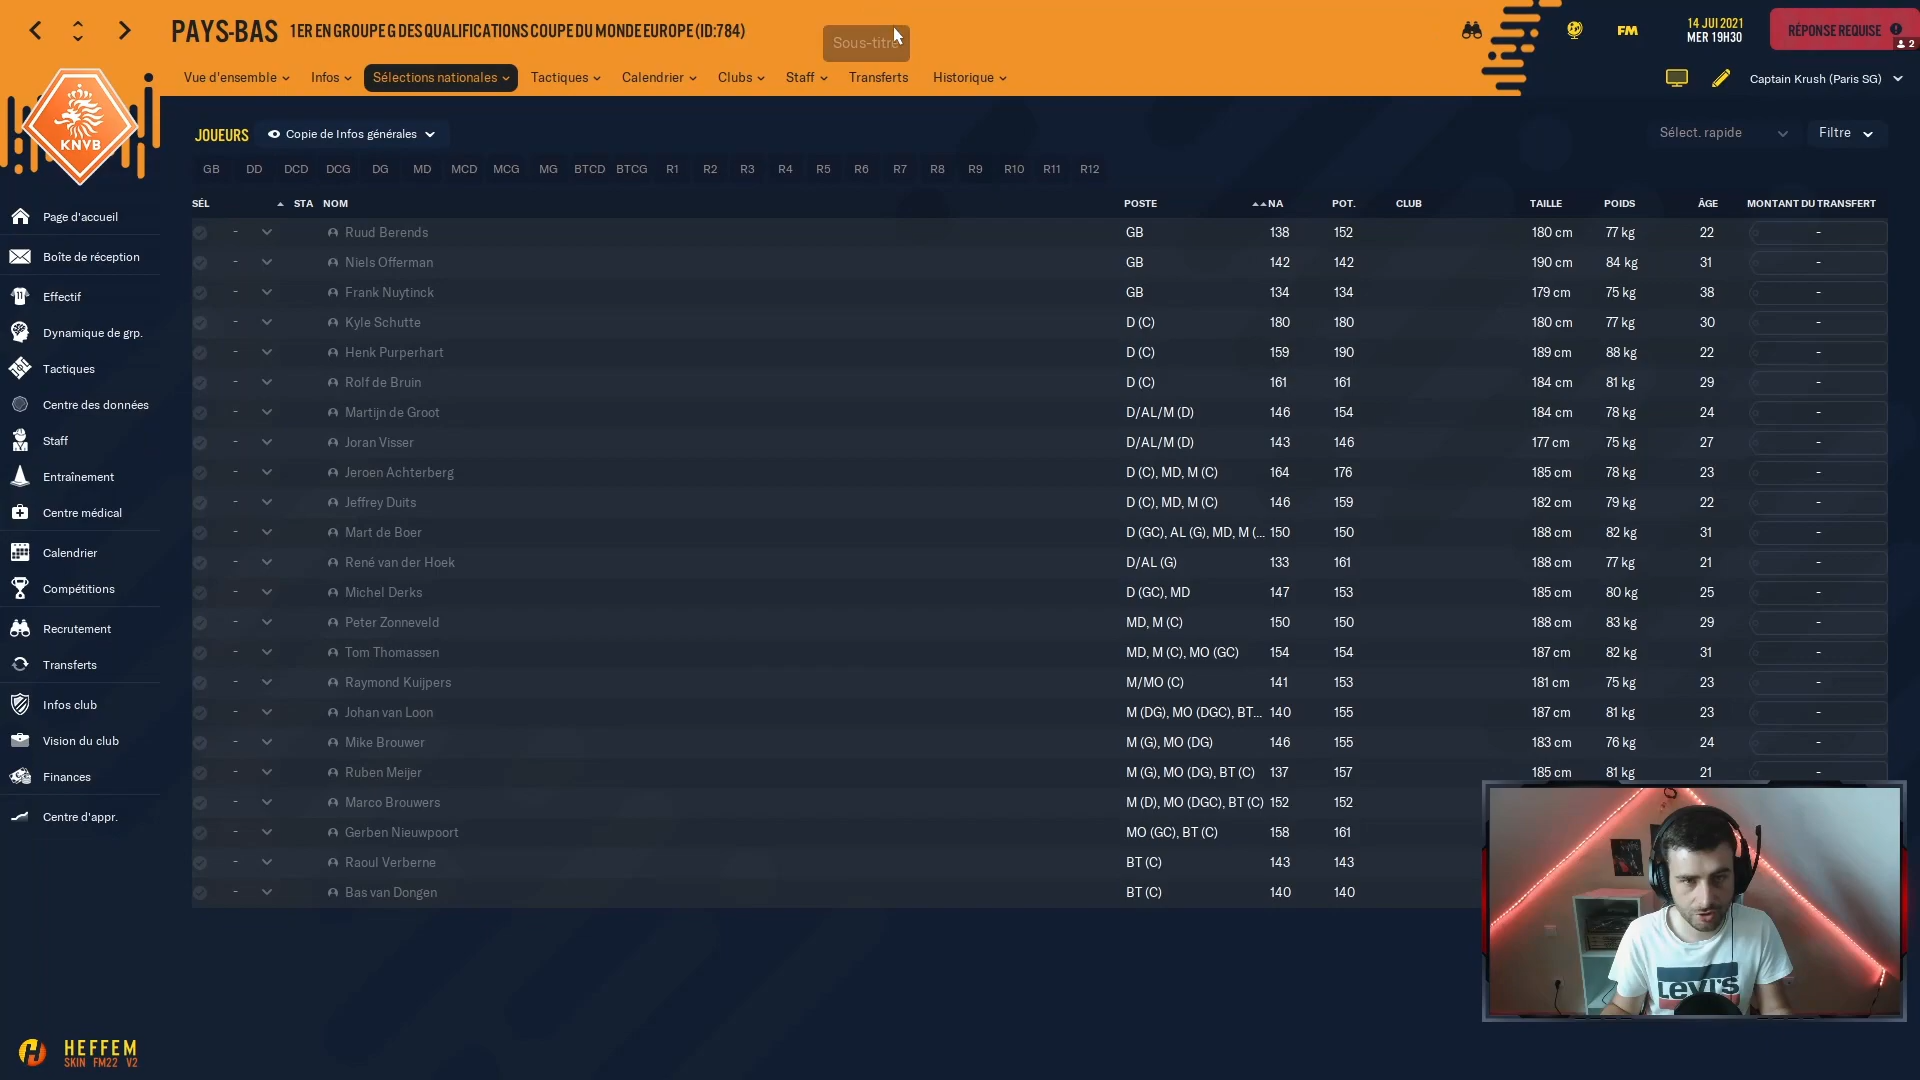 PAYS-BAS 1ER EN GROUPE G DES QUALIFICATIONS COUPE DU MONDE EUROPE (ID:784)
Sous-titre
FM
14 JUI 2021
MER 19H30
RÉPONSE REQUISE
2
Vue d'ensemble Infos Sélections nationales Tactiques Calendrier Clubs Staff Transferts Historique
Captain Krush (Paris SG)
KNVB
JOUEURS Copie de Infos générales Sélect. rapide Filtre
GB DD DCD DCG DG MD MCD MCG MG BTCD BTCG R1 R2 R3 R4 R5 R6 R7 R8 R9 R10 R11 R12
SÉL STA NOM POSTE NA POT. CLUB TAILLE POIDS ÂGE MONTANT DU TRANSFERT
- Ruud Berends GB 138 152 180 cm 77 kg 22 -
- Niels Offerman GB 142 142 190 cm 84 kg 31 -
- Frank Nuytinck GB 134 134 179 cm 75 kg 38 -
- Kyle Schutte D (C) 180 180 180 cm 77 kg 30 -
- Henk Purperhart D (C) 159 190 189 cm 88 kg 22 -
- Rolf de Bruin D (C) 161 161 184 cm 81 kg 29 -
- Martijn de Groot D/AL/M (D) 146 154 184 cm 78 kg 24 -
- Joran Visser D/AL/M (D) 143 146 177 cm 75 kg 27 -
- Jeroen Achterberg D (C), MD, M (C) 164 176 185 cm 78 kg 23 -
- Jeffrey Duits D (C), MD, M (C) 146 159 182 cm 79 kg 22 -
- Mart de Boer D (GC), AL (G), MD, M (... 150 150 188 cm 82 kg 31 -
- René van der Hoek D/AL (G) 133 161 188 cm 77 kg 21 -
- Michel Derks D (GC), MD 147 153 185 cm 80 kg 25 -
- Peter Zonneveld MD, M (C) 150 150 188 cm 83 kg 29 -
- Tom Thomassen MD, M (C), MO (GC) 154 154 187 cm 82 kg 31 -
- Raymond Kuijpers M/MO (C) 141 153 181 cm 75 kg 23 -
- Johan van Loon M (DG), MO (DGC), BT... 140 155 187 cm 81 kg 23 -
- Mike Brouwer M (G), MO (DG) 146 155 183 cm 76 kg 24 -
- Ruben Meijer M (G), MO (DG), BT (C) 137 157 185 cm 81 kg 21 -
- Marco Brouwers M (D), MO (DGC), BT (C) 152 152
- Gerben Nieuwpoort MO (GC), BT (C) 158 161
- Raoul Verberne BT (C) 143 143
- Bas van Dongen BT (C) 140 140
Page d'accueil
Boîte de réception
11 Effectif
Dynamique de grp.
Tactiques
Centre des données
Staff
Entraînement
Centre médical
Calendrier
Compétitions
Recrutement
Transferts
Infos club
Vision du club
Finances
Centre d'appr.
LEVI'S
HEFFEM
SKIN FM22 V2